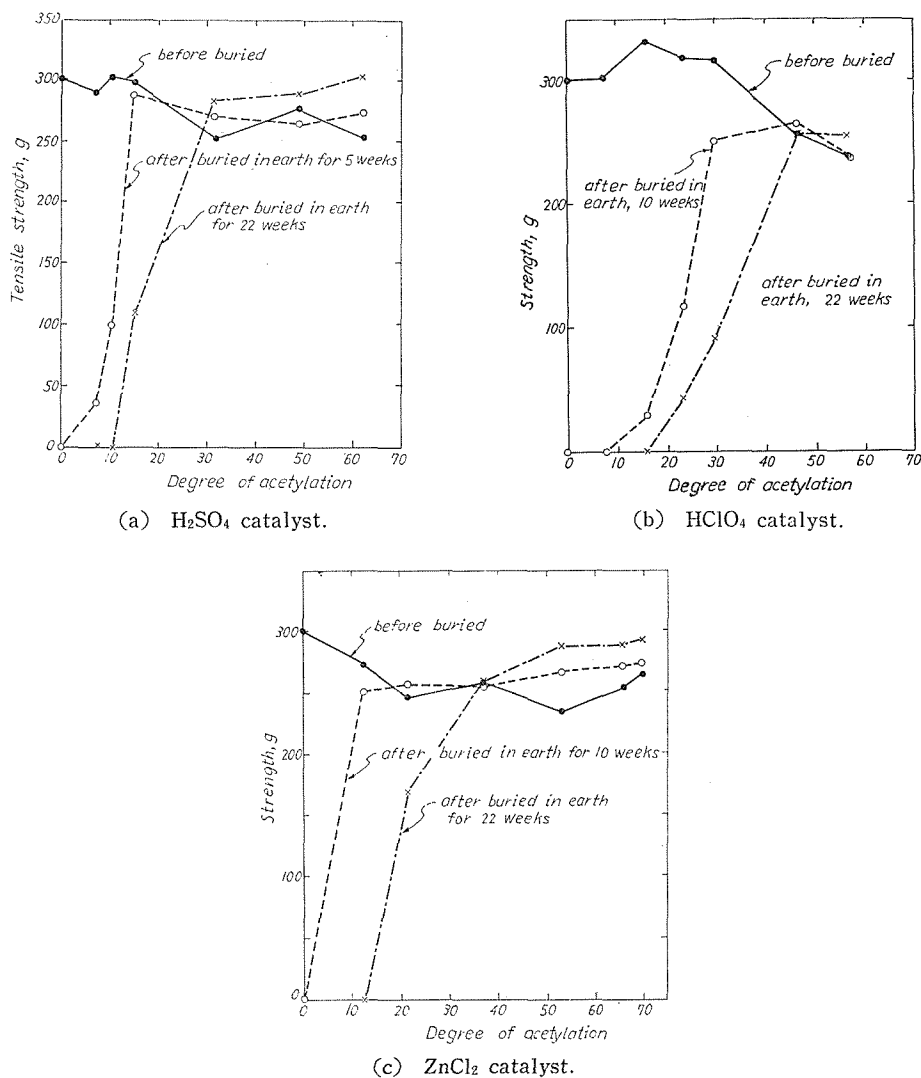 350
300
250
200
150
100
50
0
Tensile strength, g
before buried
after buried in earth for 5 weeks
after buried in earth
for 22 weeks
0 10 20 30 40 50 60 70
Degree of acetylation
(a) H₂SO₄ catalyst.
300
200
100
0
Strength, g
before buried
after buried in
earth, 10 weeks
after buried in
earth, 22 weeks
0 10 20 30 40 50 60 70
Degree of acetylation
(b) HClO₄ catalyst.
300
200
100
0
Strength, g
before buried
after buried in earth for 10 weeks
after buried in earth
for 22 weeks
0 10 20 30 40 50 60 70
Degree of acetylation
(c) ZnCl₂ catalyst.